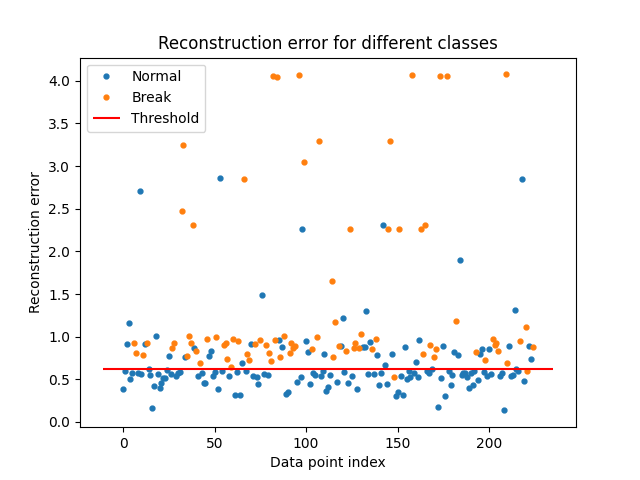 Reconstruction error for different classes
Normal
Break
Threshold
Reconstruction error
4.0
3.5
3.0
2.5
2.0
1.5
1.0
0.5
0.0
0 50 100 150 200
Data point index